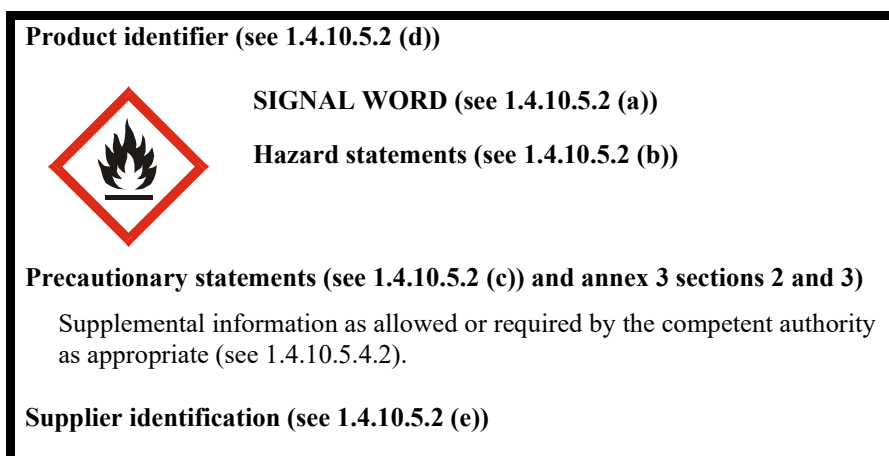 Product identifier (see 1.4.10.5.2 (d))
SIGNAL WORD (see 1.4.10.5.2 (a))
Hazard statements (see 1.4.10.5.2 (b))
Precautionary statements (see 1.4.10.5.2 (c)) and annex 3 sections 2 and 3)
Supplemental information as allowed or required by the competent authority
as appropriate (see 1.4.10.5.4.2).
Supplier identification (see 1.4.10.5.2 (e))